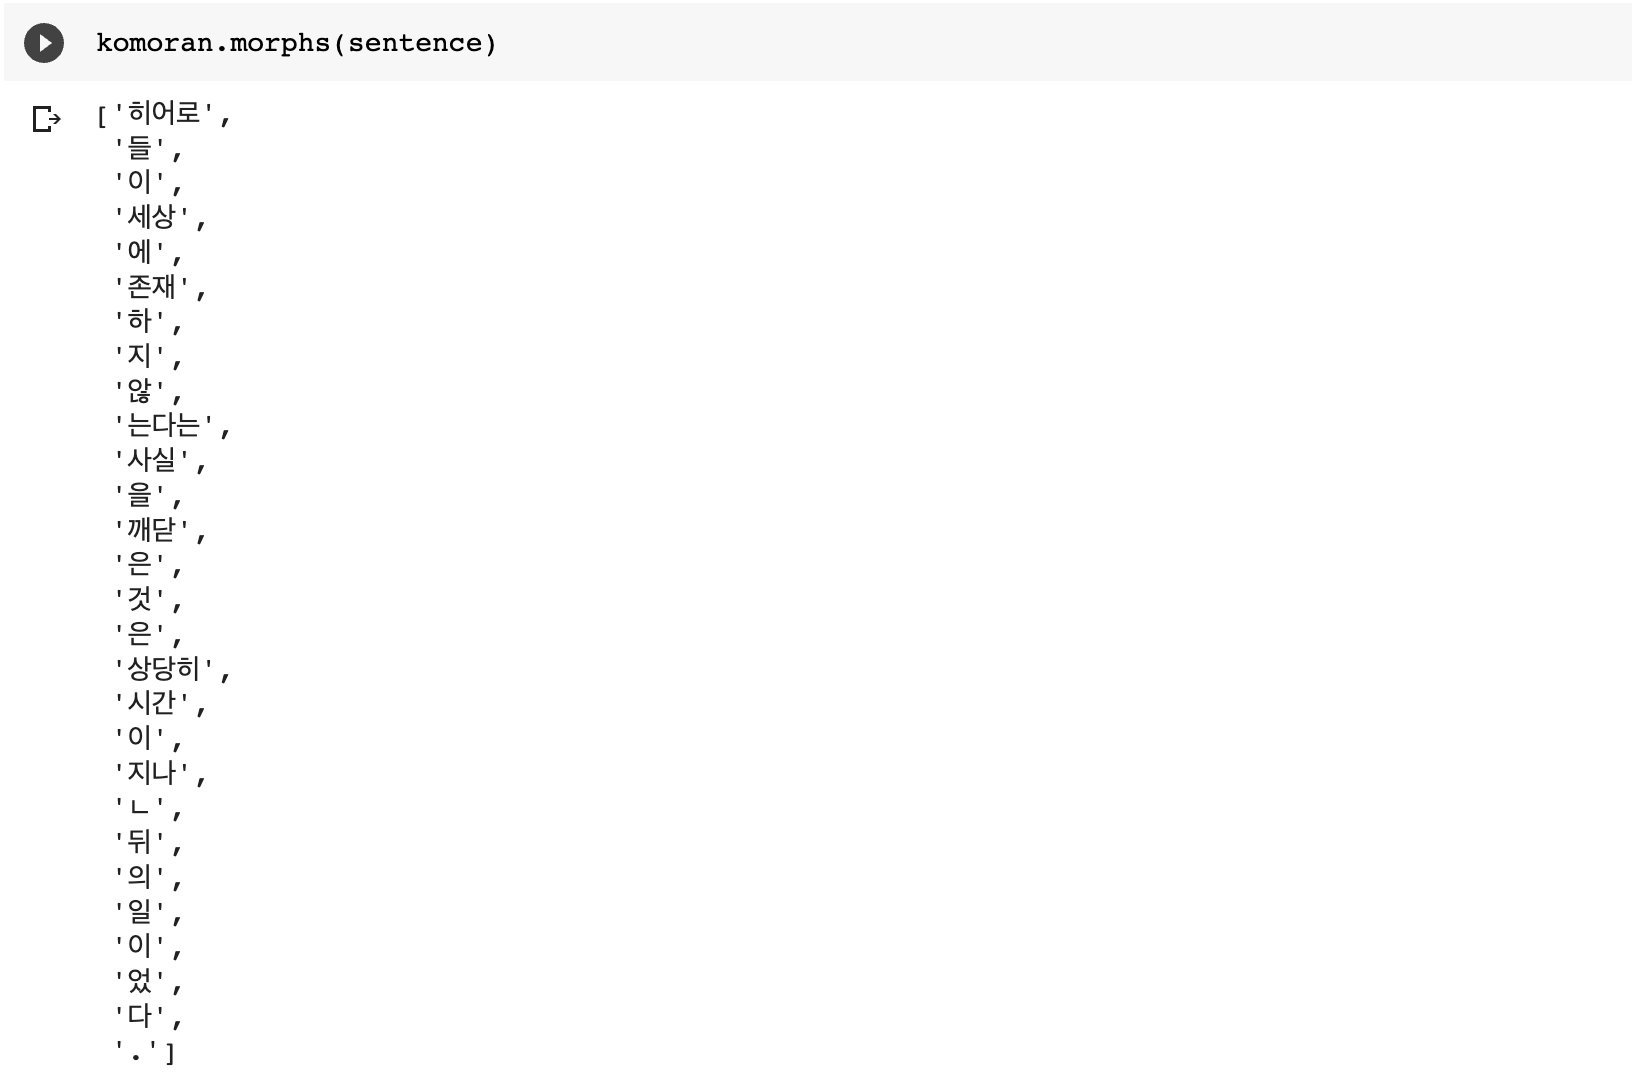 komoran.morphs(sentence)
['히어로',
'들',
'이',
'세상',
'에',
'존재',
'하',
'지',
'않',
'는다는',
'사실',
'을',
'깨닫',
'은',
'것',
'은',
'상당히',
'시간',
'이',
'지나',
'ㄴ',
'뒤',
'의',
'일',
'이',
'었',
'다',
'.']